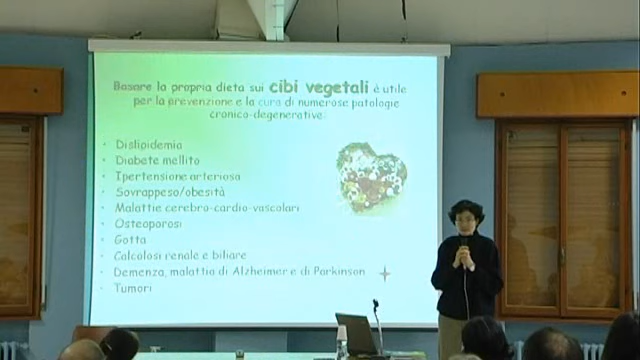 Basare la propria dieta sui cibi vegetali è utile
per la prevenzione e la cura di numerose patologie
cronico-degenerative:
• Dislipidemia
• Diabete mellito
• Ipertensione arteriosa
• Sovrappeso/obesità
• Malattie cerebro-cardio-vascolari
• Osteoporosi
• Gotta
• Calcolosi renale e biliare
• Demenza, malattia di Alzheimer e di Parkinson
• Tumori